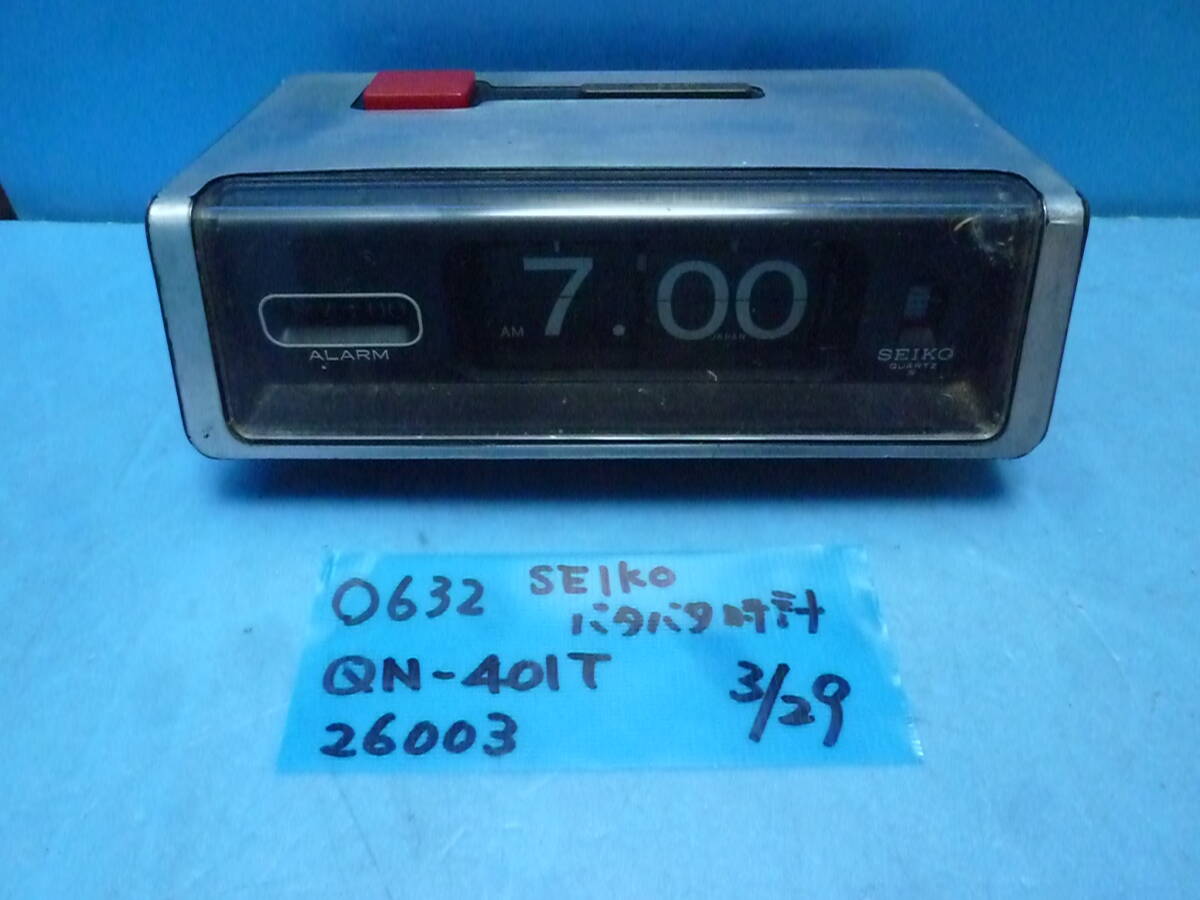 AM 7.00
JAPAN
ALARM
SEIKO
QUARTZ
0632 SEIKO
パタパタ時計
QN-401T 3/29
26003